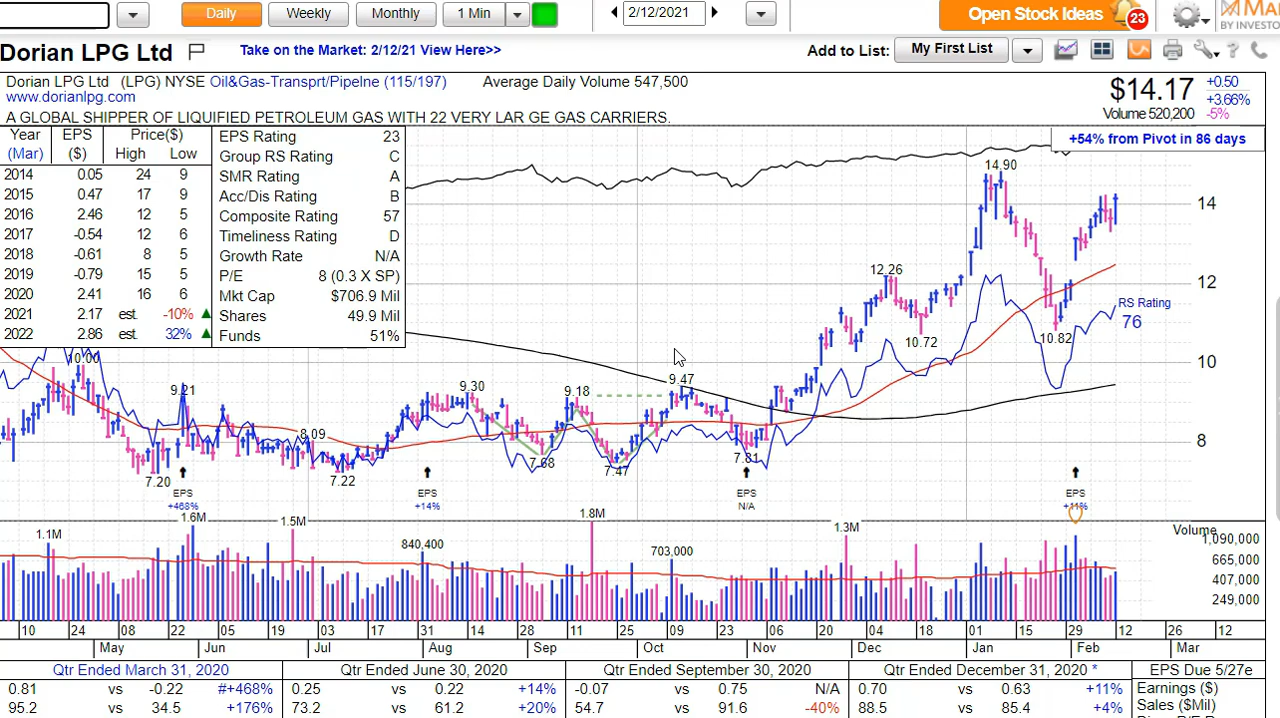 Daily Weekly Monthly 1 Min 2/12/2021 Open Stock Ideas 23
BY INVESTO
Dorian LPG Ltd Take on the Market: 2/12/21 View Here>> Add to List: My First List
Dorian LPG Ltd (LPG) NYSE Oil&Gas-Transprt/Pipelne (115/197) Average Daily Volume 547,500
$14.17 +0.50
www.dorianlpg.com +3.66%
Volume 520,200 -5%
A GLOBAL SHIPPER OF LIQUIFIED PETROLEUM GAS WITH 22 VERY LAR GE GAS CARRIERS.
+54% from Pivot in 86 days
Year EPS Price($)
(Mar) ($) High Low
2014 0.05 24 9
2015 0.47 17 9
2016 2.46 12 5
2017 -0.54 12 6
2018 -0.61 8 5
2019 -0.79 15 5
2020 2.41 16 6
2021 2.17 est. -10%
2022 2.86 est. 32%
EPS Rating 23
Group RS Rating C
SMR Rating A
Acc/Dis Rating B
Composite Rating 57
Timeliness Rating D
Growth Rate N/A
P/E 8 (0.3 X SP)
Mkt Cap $706.9 Mil
Shares 49.9 Mil
Funds 51%
14.90
14
12.26
12
RS Rating
76
10.72
10.82
10
10.00
9.21
9.30
9.18
9.47
8.09
8
7.68
7.47
7.81
7.20
7.22
EPS EPS EPS EPS
+468% +14% N/A +11%
1.1M 1.6M 1.5M 840,400 1.8M 703,000 1.3M
Volume
1,090,000
665,000
407,000
249,000
10 24 08 22 05 19 03 17 31 14 28 11 25 09 23 06 20 04 18 01 15 29 12 26 12
May Jun Jul Aug Sep Oct Nov Dec Jan Feb Mar
Qtr Ended March 31, 2020 Qtr Ended June 30, 2020 Qtr Ended September 30, 2020 Qtr Ended December 31, 2020 * EPS Due 5/27e
0.81 vs -0.22 #+468% 0.25 vs 0.22 +14% -0.07 vs 0.75 N/A 0.70 vs 0.63 +11% Earnings ($)
95.2 vs 34.5 +176% 73.2 vs 61.2 +20% 54.7 vs 91.6 -40% 88.5 vs 85.4 +4% Sales ($Mil)